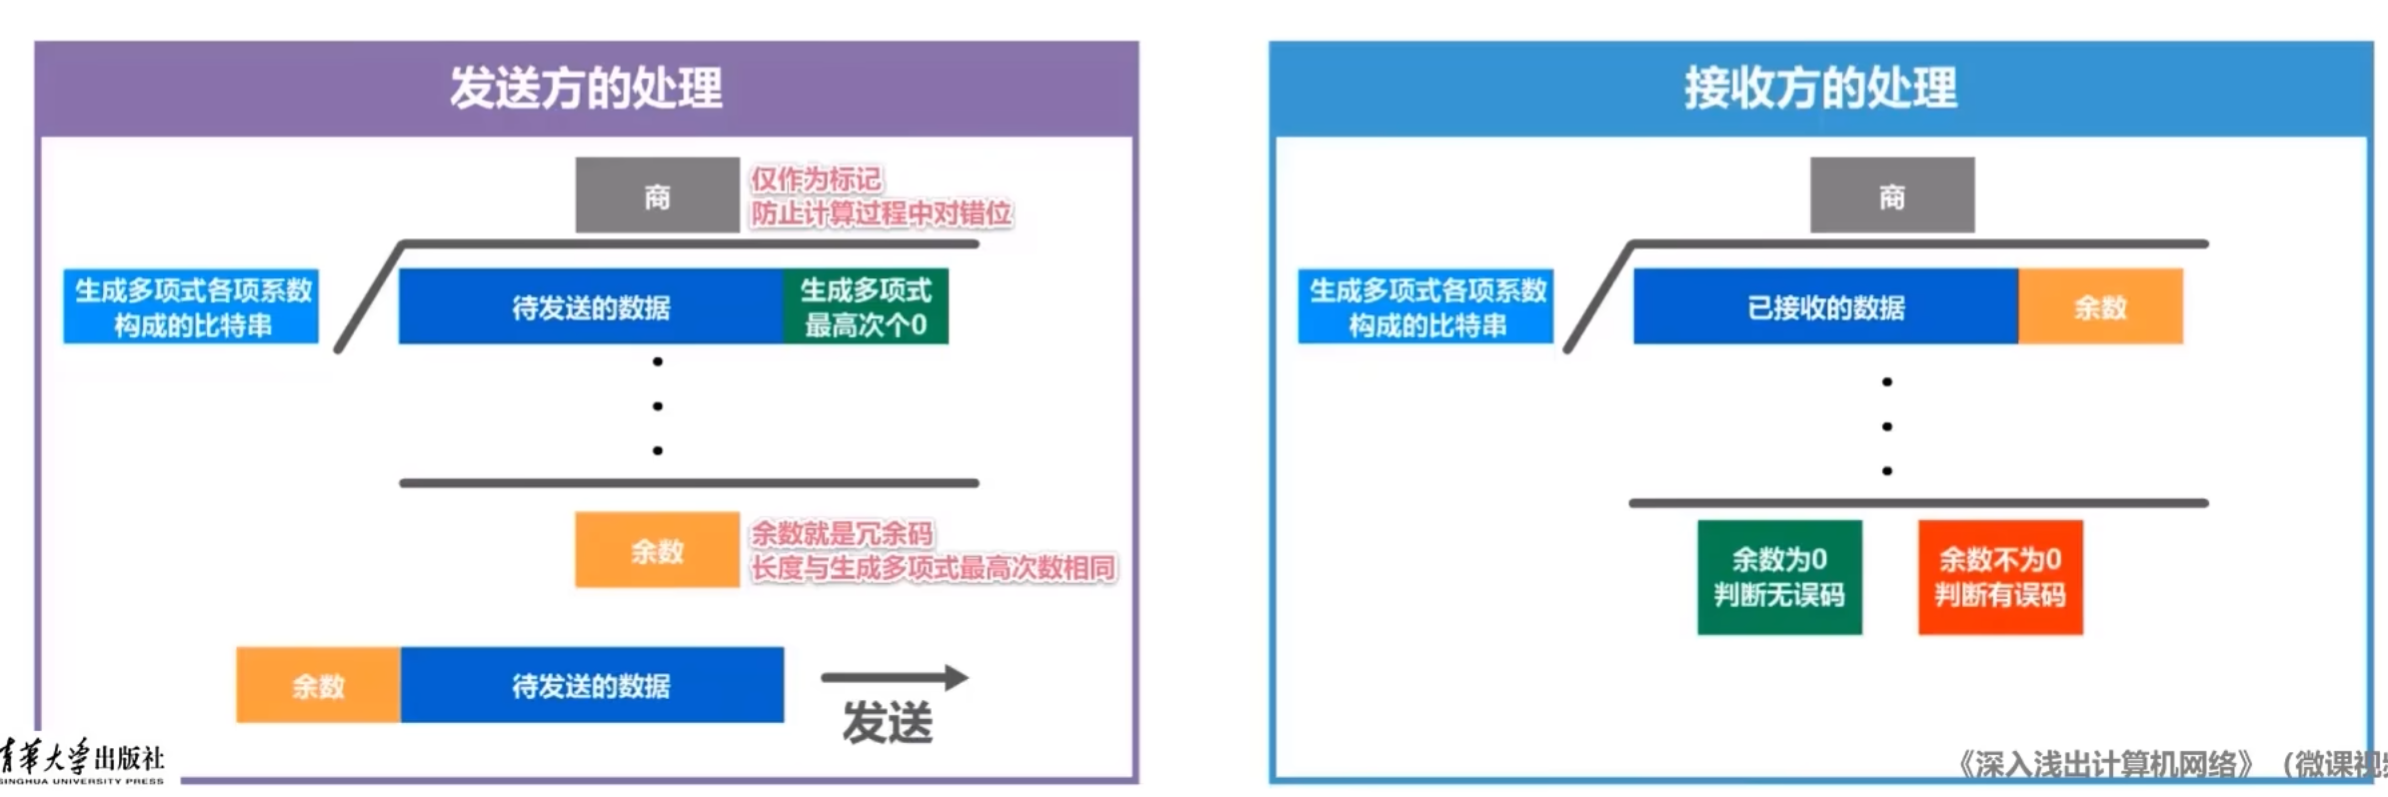 发送方的处理
商
仅作为标记
防止计算过程中对错位
生成多项式各项系数
构成的比特串
待发送的数据
生成多项式
最高次个0
余数
余数就是冗余码
长度与生成多项式最高次数相同
余数
待发送的数据
发送
清华大学出版社
SINGHUA UNIVERSITY PRESS
接收方的处理
商
生成多项式各项系数
构成的比特串
已接收的数据
余数
余数为0
判断无误码
余数不为0
判断有误码
《深入浅出计算机网络》（微课视频